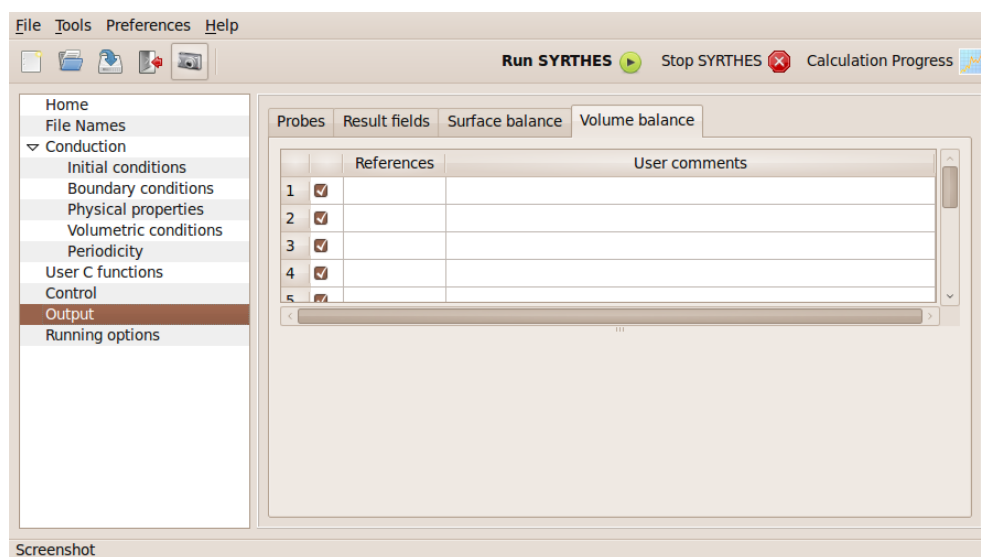 File Tools Preferences Help
Run SYRTHES Stop SYRTHES Calculation Progress
Home
File Names
Conduction
Initial conditions
Boundary conditions
Physical properties
Volumetric conditions
Periodicity
User C functions
Control
Output
Running options
Probes Result fields Surface balance Volume balance
References User comments
1
2
3
4
5
Screenshot